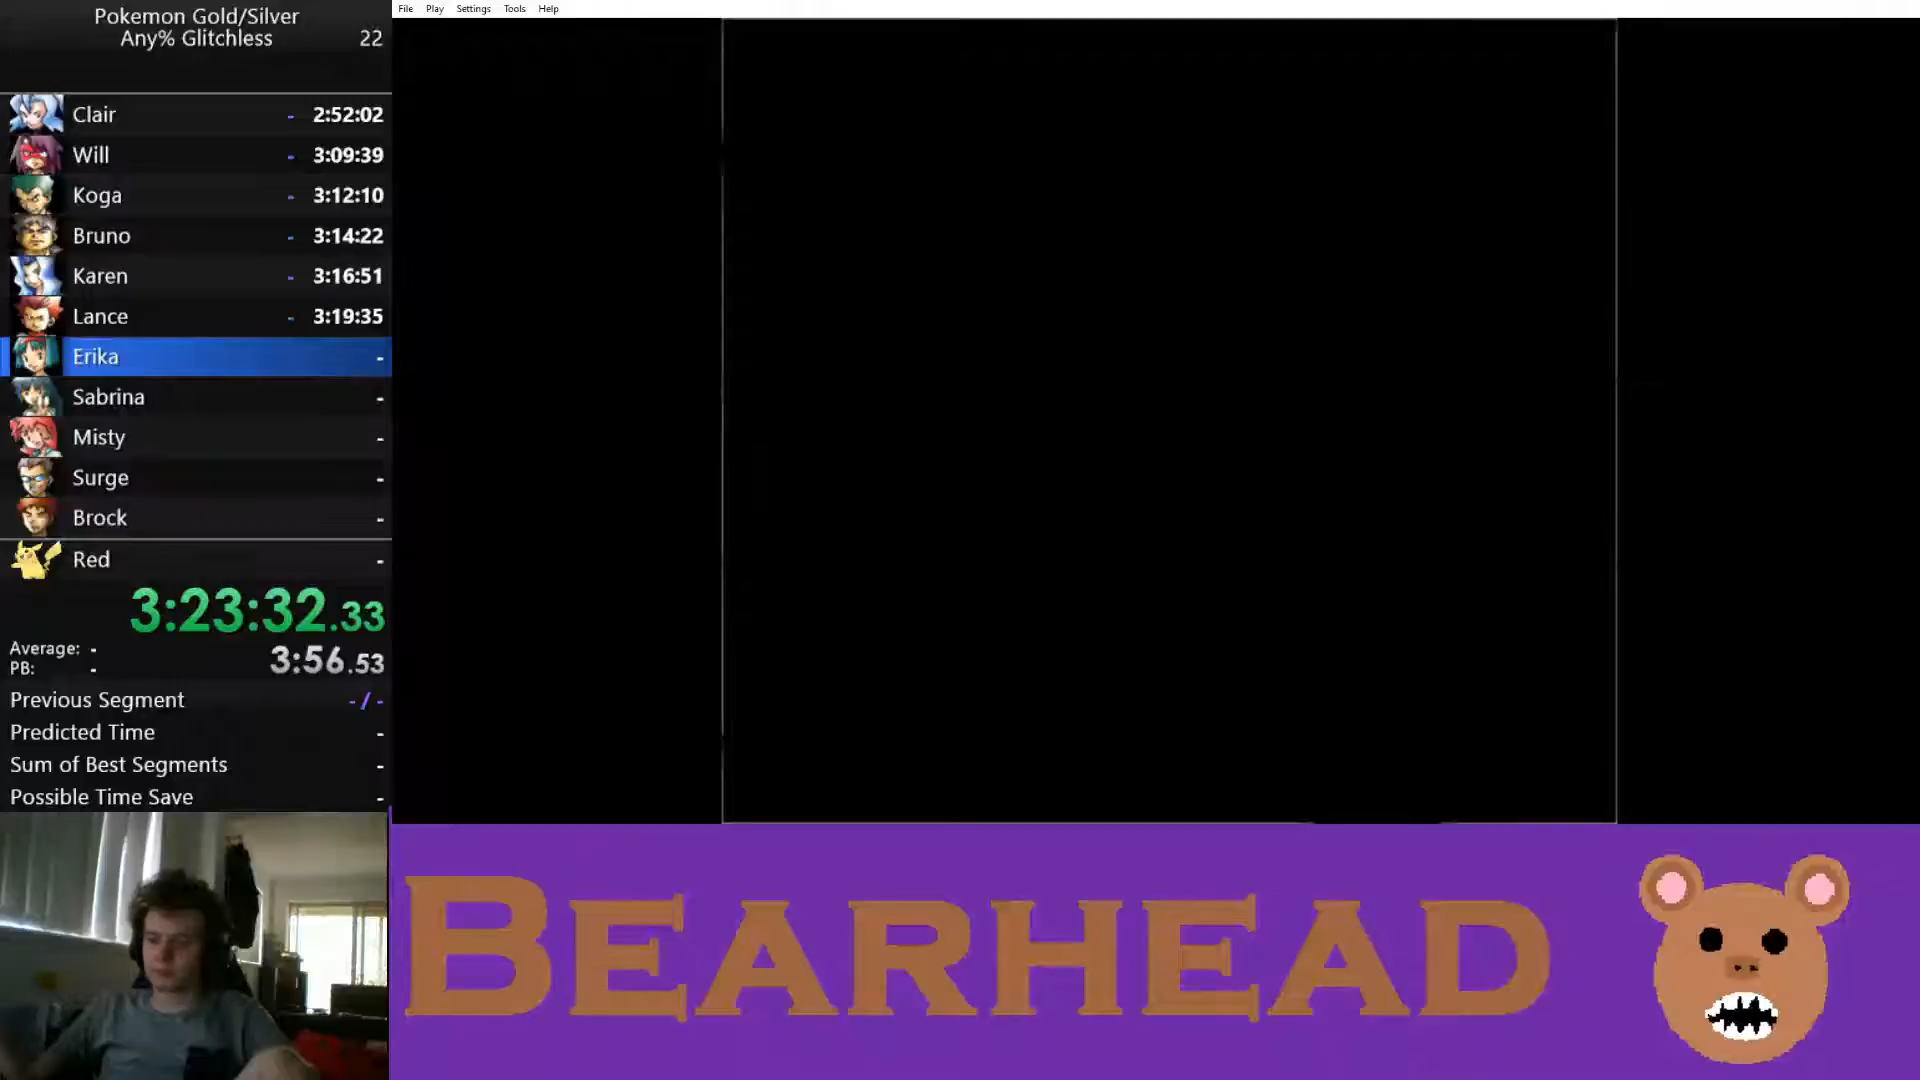 Pokemon Gold/Silver
Any% Glitchless 22
File Play Settings Tools Help
Clair - 2:52:02
Will - 3:09:39
Koga - 3:12:10
Bruno - 3:14:22
Karen - 3:16:51
Lance - 3:19:35
Erika -
Sabrina -
Misty -
Surge -
Brock -
Red -
3:23:32.33
Average: -
PB: -
3:56.53
Previous Segment - / -
Predicted Time -
Sum of Best Segments -
Possible Time Save -
BEARHEAD